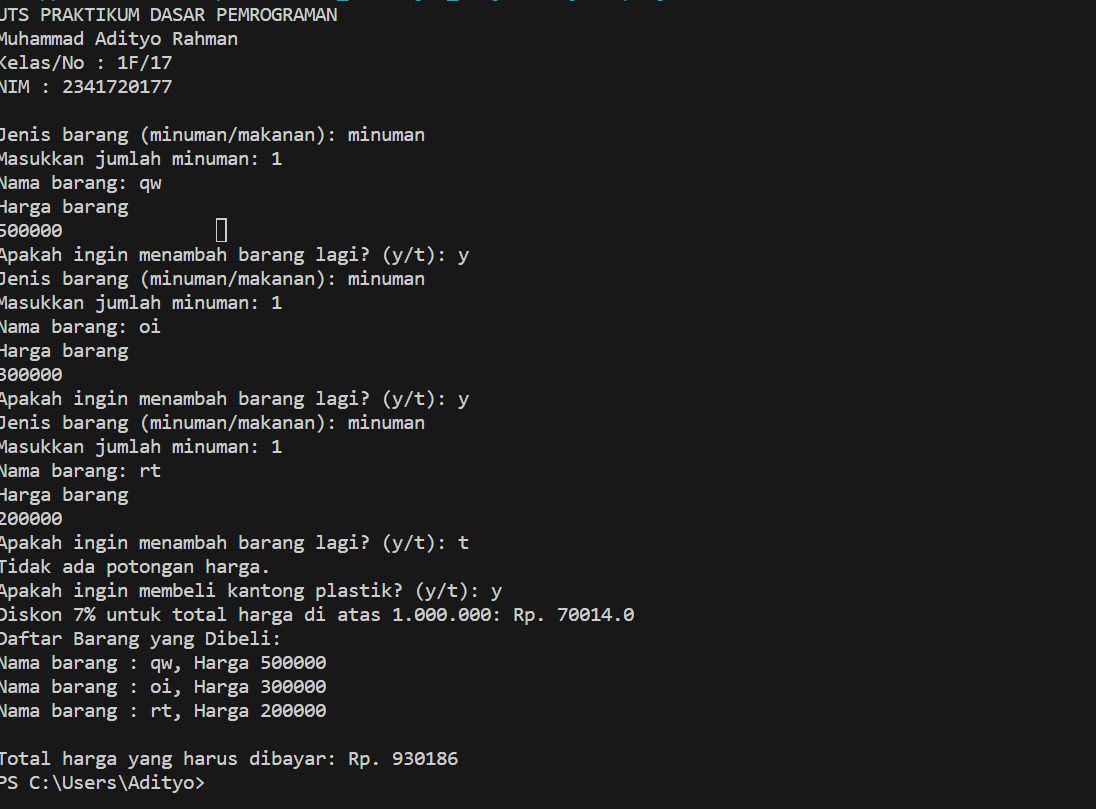 UTS PRAKTIKUM DASAR PEMROGRAMAN
Muhammad Adityo Rahman
Kelas/No : 1F/17
NIM : 2341720177
Jenis barang (minuman/makanan): minuman
Masukkan jumlah minuman: 1
Nama barang: qw
Harga barang
500000
Apakah ingin menambah barang lagi? (y/t): y
Jenis barang (minuman/makanan): minuman
Masukkan jumlah minuman: 1
Nama barang: oi
Harga barang
300000
Apakah ingin menambah barang lagi? (y/t): y
Jenis barang (minuman/makanan): minuman
Masukkan jumlah minuman: 1
Nama barang: rt
Harga barang
200000
Apakah ingin menambah barang lagi? (y/t): t
Tidak ada potongan harga.
Apakah ingin membeli kantong plastik? (y/t): y
Diskon 7% untuk total harga di atas 1.000.000: Rp. 70014.0
Daftar Barang yang Dibeli:
Nama barang : qw, Harga 500000
Nama barang : oi, Harga 300000
Nama barang : rt, Harga 200000
Total harga yang harus dibayar: Rp. 930186
PS C:\Users\Adityo>